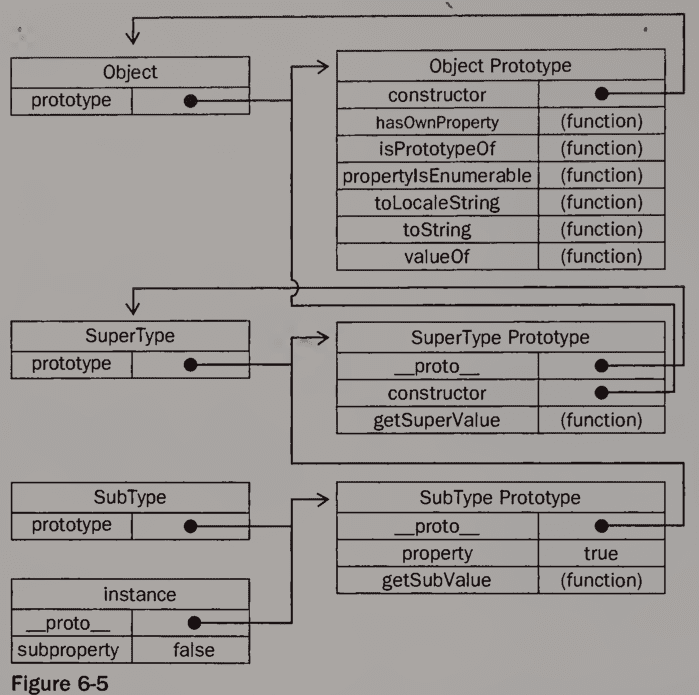 Object
prototype
Object Prototype
constructor
hasOwnProperty (function)
isPrototypeOf (function)
propertyIsEnumerable (function)
toLocaleString (function)
toString (function)
valueOf (function)
SuperType
prototype
SuperType Prototype
__proto__
constructor
getSuperValue (function)
SubType
prototype
SubType Prototype
__proto__
property true
getSubValue (function)
instance
__proto__
subproperty false
Figure 6-5